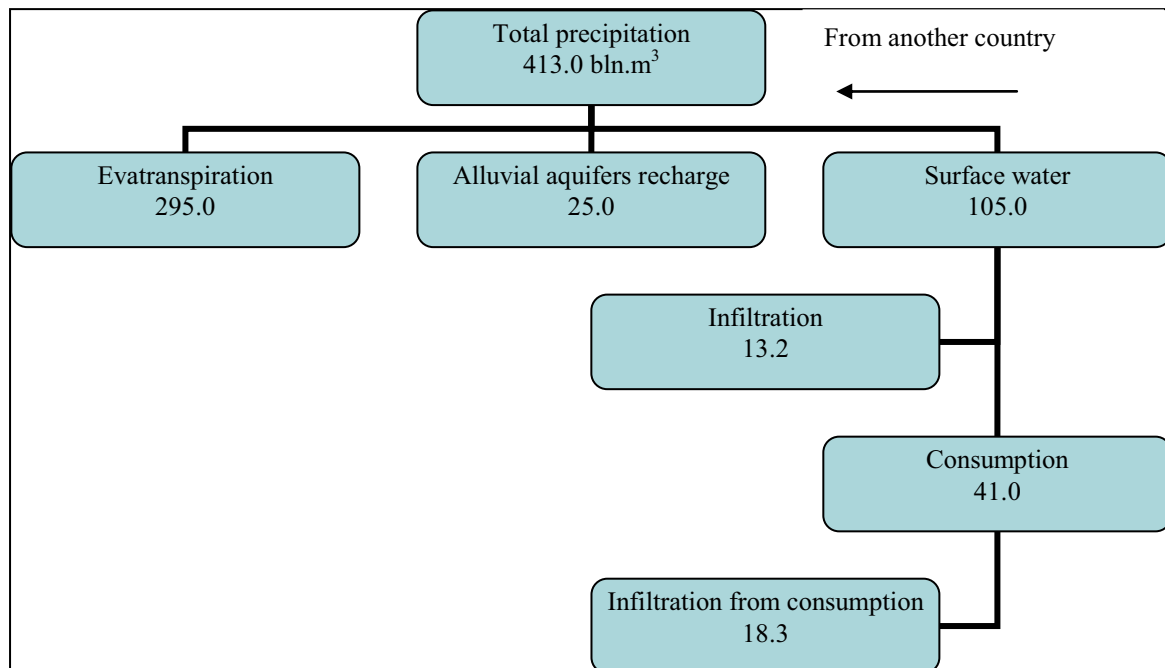 Total precipitation
413.0 bln.m³
From another country
Evatranspiration
295.0
Alluvial aquifers recharge
25.0
Surface water
105.0
Infiltration
13.2
Consumption
41.0
Infiltration from consumption
18.3